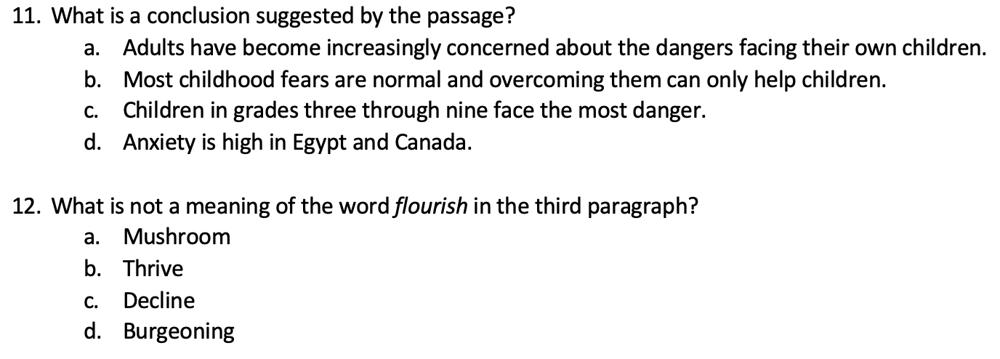 11. What is a conclusion suggested by the passage?
a. Adults have become increasingly concerned about the dangers facing their own children.
b. Most childhood fears are normal and overcoming them can only help children.
c. Children in grades three through nine face the most danger.
d. Anxiety is high in Egypt and Canada.
12. What is not a meaning of the word flourish in the third paragraph?
a. Mushroom
b. Thrive
c. Decline
d. Burgeoning